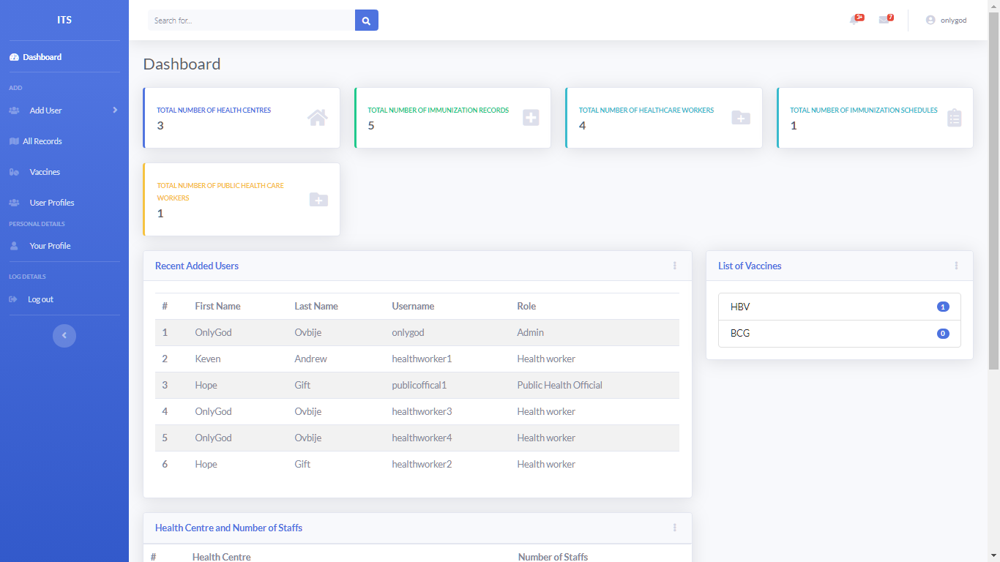 ITS
Dashboard
ADD
Add User
All Records
Vaccines
User Profiles
PERSONAL DETAILS
Your Profile
LOG DETAILS
Log out
Search for...
3+
7
onlygod
Dashboard
TOTAL NUMBER OF HEALTH CENTRES
3
TOTAL NUMBER OF IMMUNIZATION RECORDS
5
TOTAL NUMBER OF HEALTHCARE WORKERS
4
TOTAL NUMBER OF IMMUNIZATION SCHEDULES
1
TOTAL NUMBER OF PUBLIC HEALTH CARE
WORKERS
1
Recent Added Users
# First Name Last Name Username Role
1 OnlyGod Ovbije onlygod Admin
2 Keven Andrew healthworker1 Health worker
3 Hope Gift publicoffical1 Public Health Official
4 OnlyGod Ovbije healthworker3 Health worker
5 OnlyGod Ovbije healthworker4 Health worker
6 Hope Gift healthworker2 Health worker
List of Vaccines
HBV 1
BCG 0
Health Centre and Number of Staffs
# Health Centre Number of Staffs